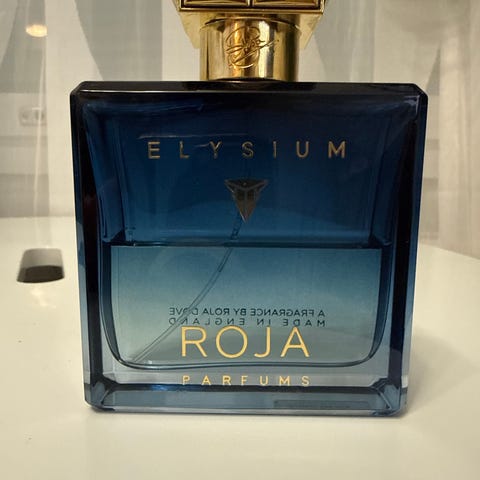 ELYSIUM
A FRAGRANCE BY ROJA DOVE
MADE IN ENGLAND
ROJA
PARFUMS